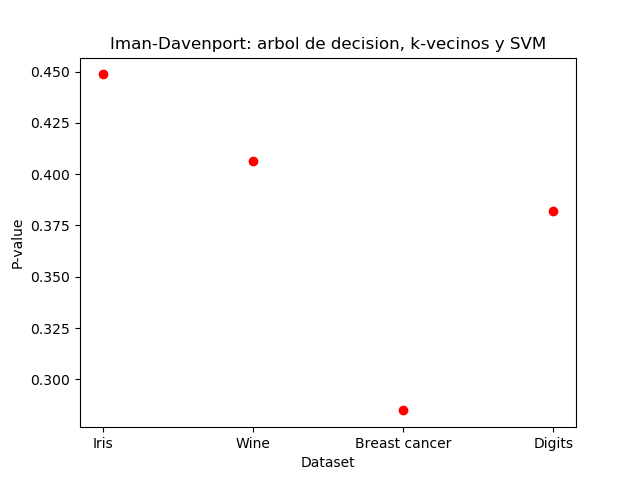 Iman-Davenport: arbol de decision, k-vecinos y SVM
0.450
0.425
0.400
0.375
0.350
0.325
0.300
P-value
Iris Wine Breast cancer Digits
Dataset